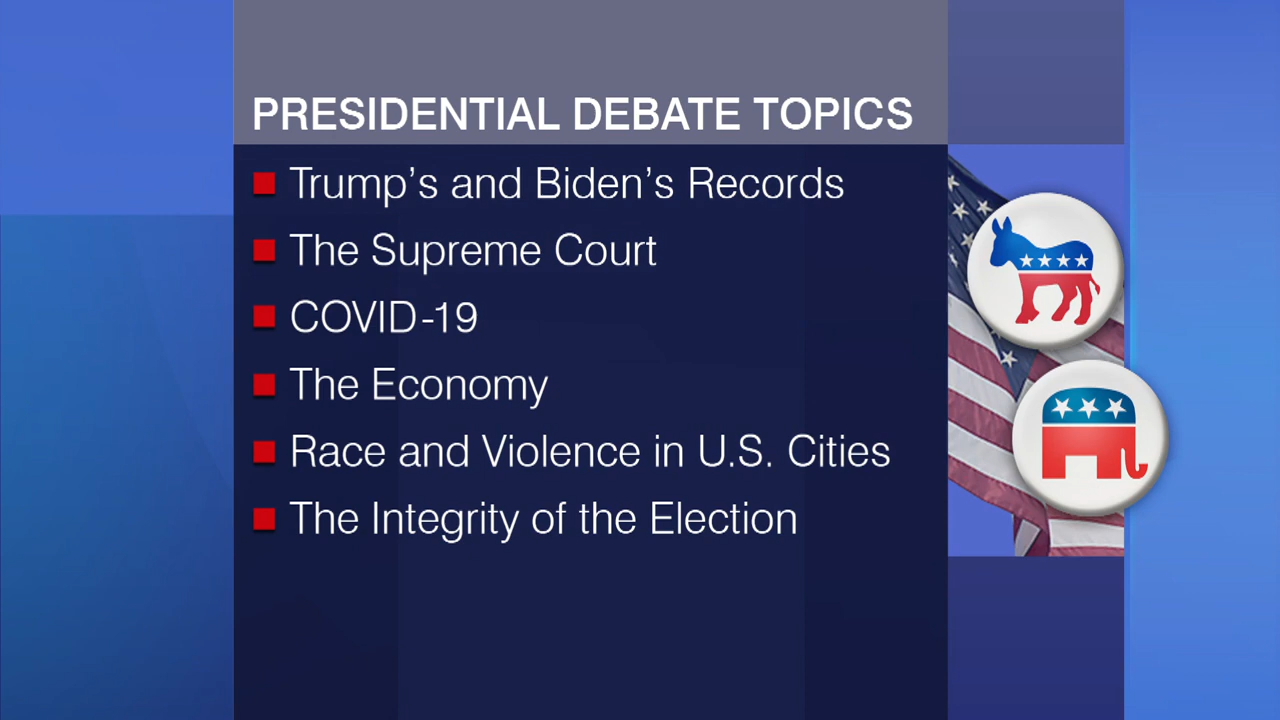 PRESIDENTIAL DEBATE TOPICS
Trump’s and Biden’s Records
The Supreme Court
COVID-19
The Economy
Race and Violence in U.S. Cities
The Integrity of the Election